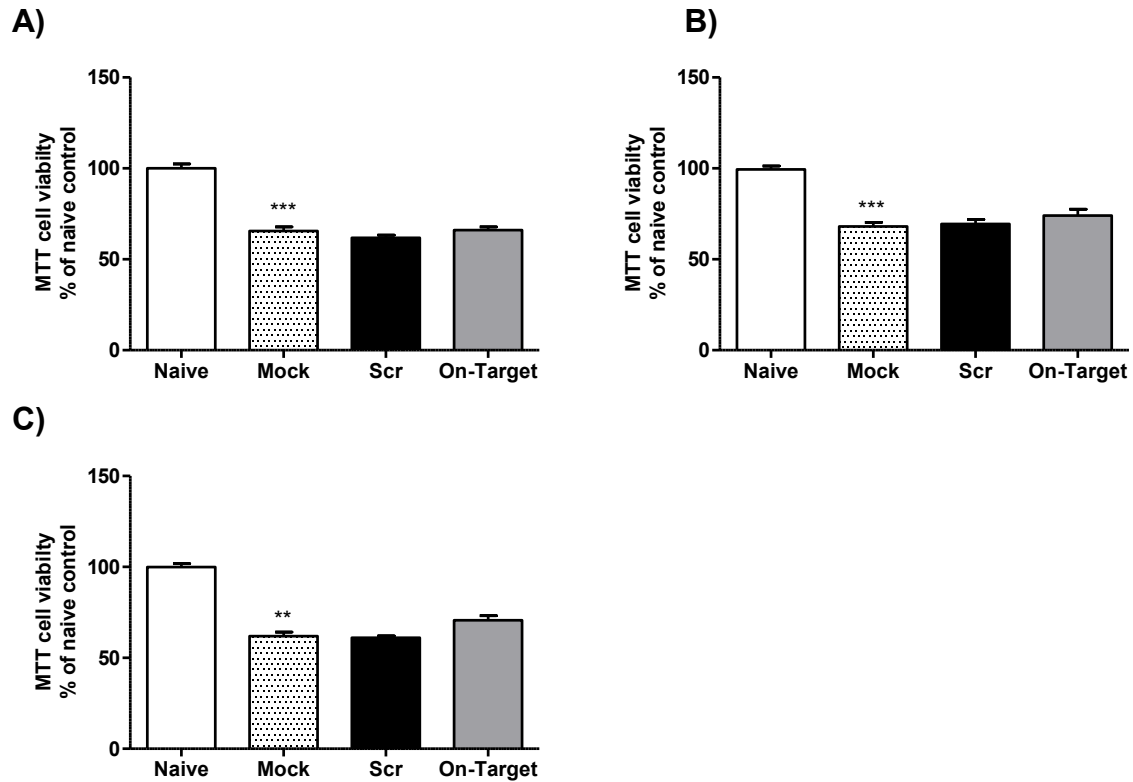 A)
MTT cell viabilty
% of naive control
150
100
50
0
***
Naive Mock Scr On-Target
B)
MTT cell viabilty
% of naive control
150
100
50
0
***
Naive Mock Scr On-Target
C)
MTT cell viabilty
% of naive control
150
100
50
0
**
Naive Mock Scr On-Target